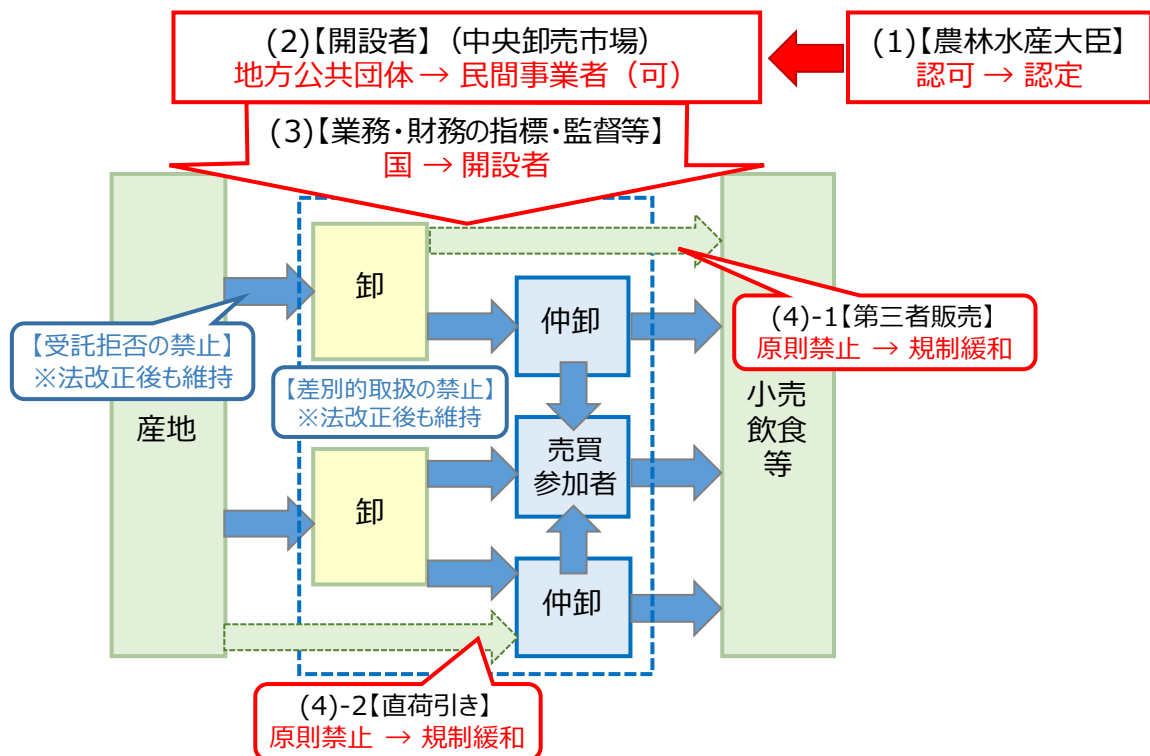 (2)【開設者】（中央卸売市場）
地方公共団体 → 民間事業者（可）
(1)【農林水産大臣】
認可 → 認定
(3)【業務・財務の指標・監督等】
国 → 開設者
卸
仲卸
【受託拒否の禁止】
※法改正後も維持
(4)-1【第三者販売】
原則禁止 → 規制緩和
【差別的取扱の禁止】
※法改正後も維持
産地
小売
飲食
等
売買
参加者
卸
仲卸
(4)-2【直荷引き】
原則禁止 → 規制緩和